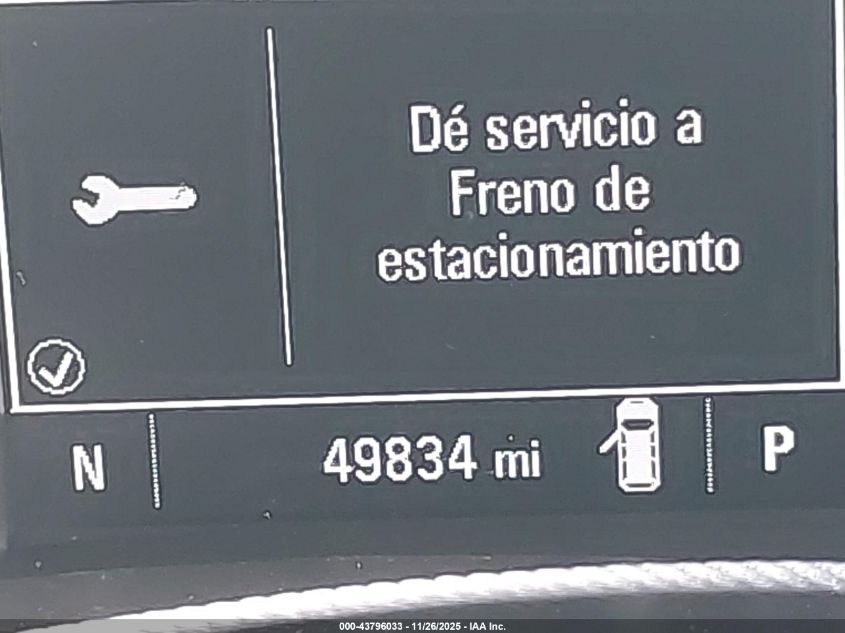 Dé servicio a
Freno de
estacionamiento
N 49834 mi P
000-43796033 - 11/26/2025 - IAA Inc.